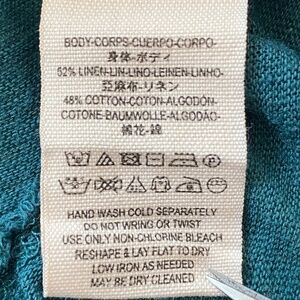 BODY-CORPS-CUERPO-CORPO-
身体-ボディ
52% LINEN-LIN-LINO-LEINEN-LINHO-
亞麻布-リネン
48% COTTON-COTON-ALGODÓN-
COTONE-BAUMWOLLE-ALGODÃO-
棉花-綿
HAND WASH COLD SEPARATELY
DO NOT WRING OR TWIST
USE ONLY NON-CHLORINE BLEACH
RESHAPE & LAY FLAT TO DRY
LOW IRON AS NEEDED
MAY BE DRY CLEANED